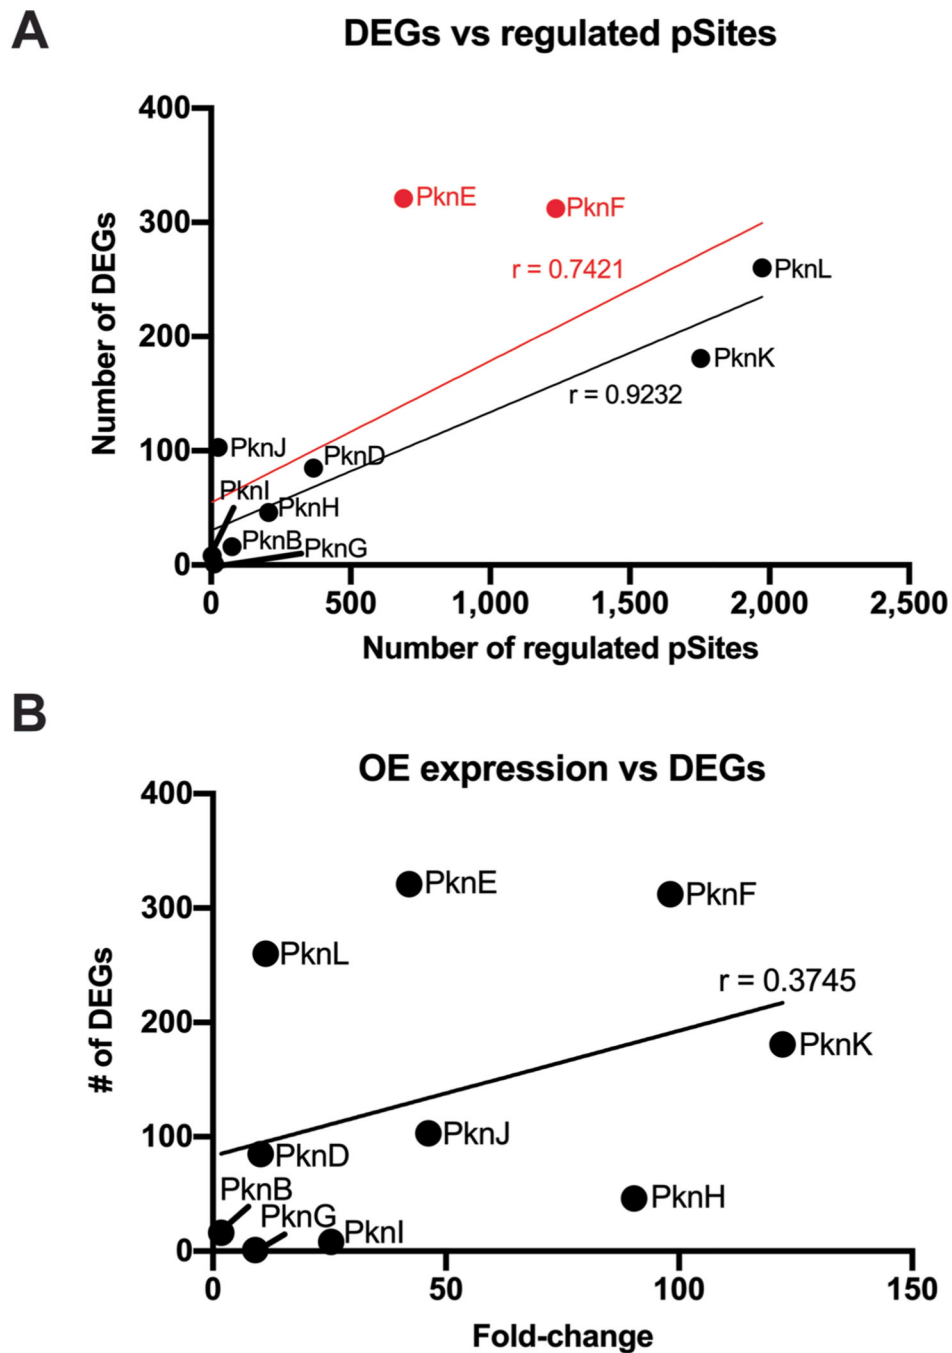 A
DEGs vs regulated pSites
400
300
200
100
0
Number of DEGs
PknE
PknF
r = 0.7421
PknL
PknK
r = 0.9232
PknJ
PknD
PknI
PknH
PknB
PknG
0
500
1,000
1,500
2,000
2,500
Number of regulated pSites
B
OE expression vs DEGs
400
300
200
100
0
# of DEGs
PknE
PknF
PknL
r = 0.3745
PknK
PknJ
PknD
PknB
PknH
PknG
PknI
0
50
100
150
Fold-change